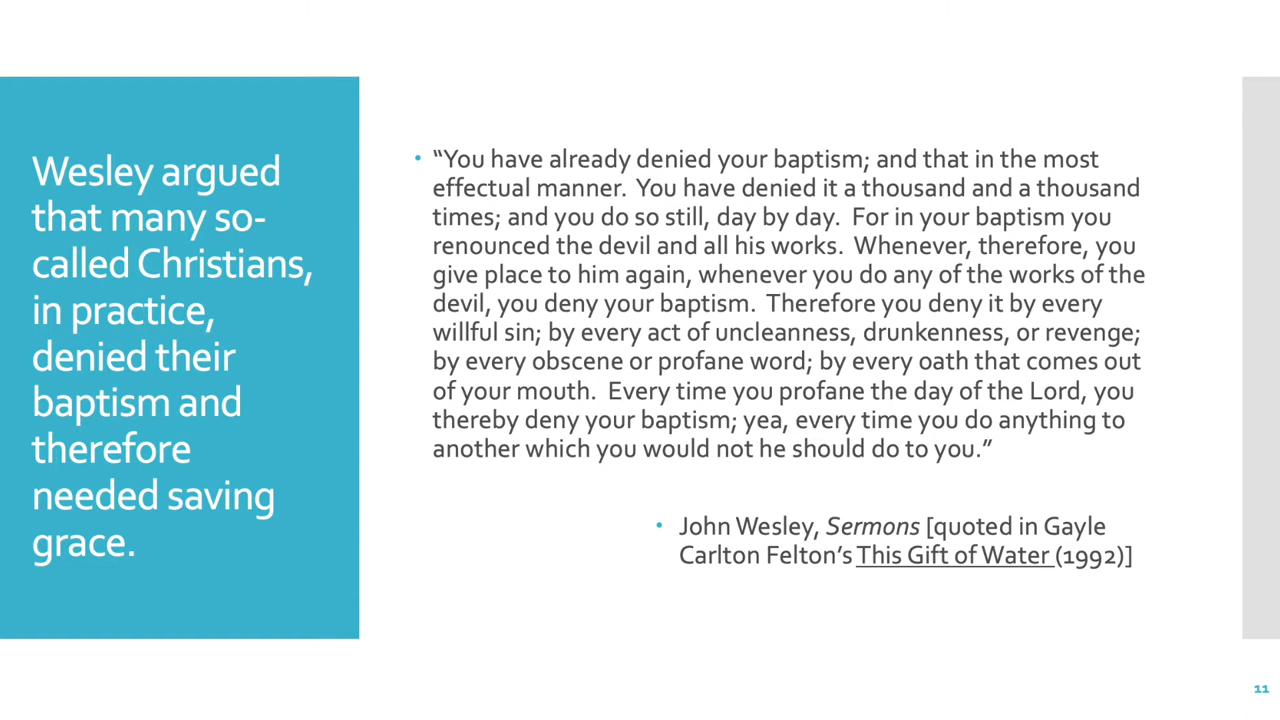 Wesley argued
that many so-
called Christians,
in practice,
denied their
baptism and
therefore
needed saving
grace.
• “You have already denied your baptism; and that in the most
effectual manner.  You have denied it a thousand and a thousand
times; and you do so still, day by day.  For in your baptism you
renounced the devil and all his works.  Whenever, therefore, you
give place to him again, whenever you do any of the works of the
devil, you deny your baptism.  Therefore you deny it by every
willful sin; by every act of uncleanness, drunkenness, or revenge;
by every obscene or profane word; by every oath that comes out
of your mouth.  Every time you profane the day of the Lord, you
thereby deny your baptism; yea, every time you do anything to
another which you would not he should do to you.”
• John Wesley, Sermons [quoted in Gayle
Carlton Felton’s This Gift of Water (1992)]
11